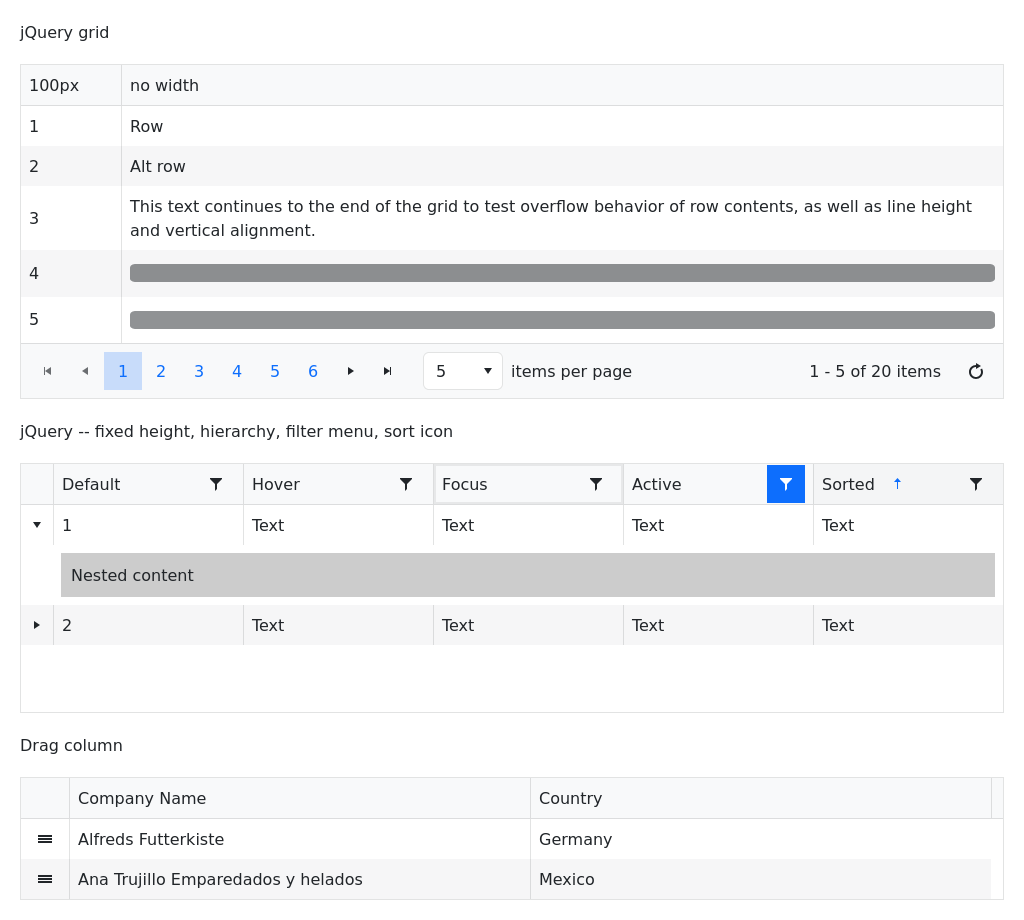 jQuery grid
100px no width
1 Row
2 Alt row
3 This text continues to the end of the grid to test overflow behavior of row contents, as well as line height
and vertical alignment.
4
5
1 2 3 4 5 6 5 items per page 1 - 5 of 20 items
jQuery -- fixed height, hierarchy, filter menu, sort icon
Default Hover Focus Active Sorted
1 Text Text Text Text
Nested content
2 Text Text Text Text
Drag column
Company Name Country
Alfreds Futterkiste Germany
Ana Trujillo Emparedados y helados Mexico